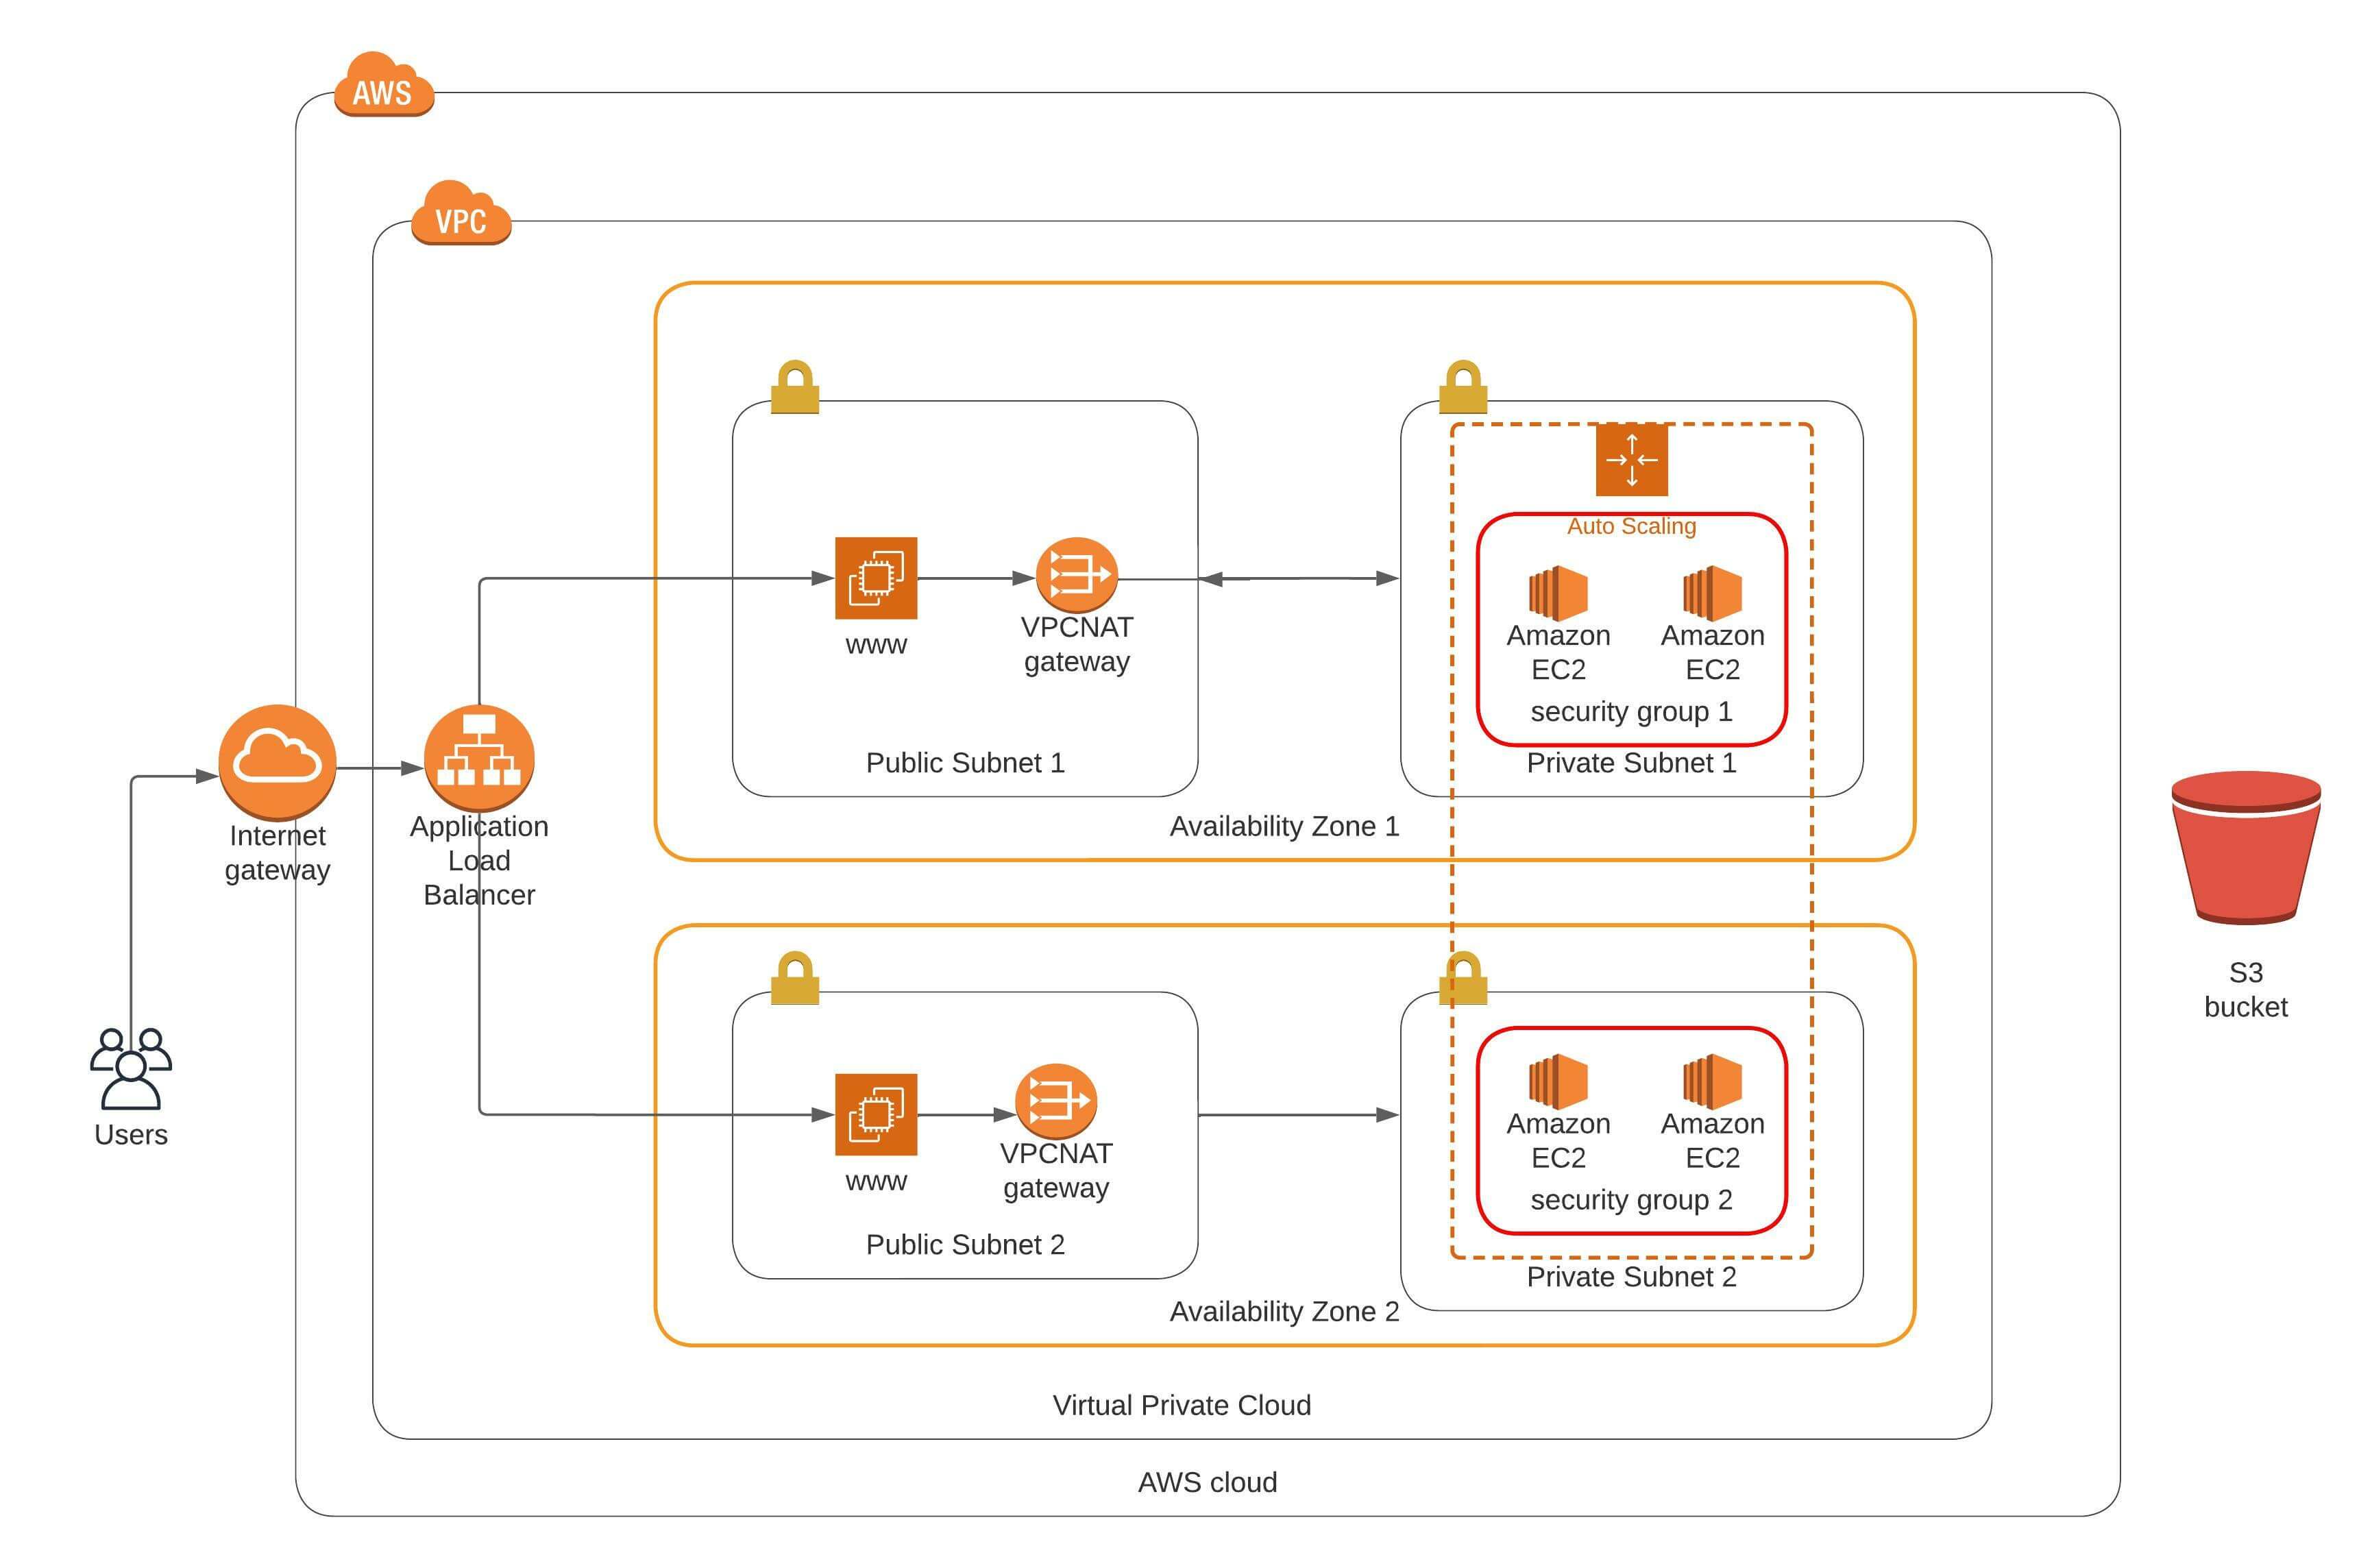 AWS
VPC
Auto Scaling
Amazon
EC2
Amazon
EC2
security group 1
Private Subnet 1
www
VPCNAT
gateway
Public Subnet 1
Availability Zone 1
Internet
gateway
Application
Load
Balancer
Users
www
VPCNAT
gateway
Public Subnet 2
Amazon
EC2
Amazon
EC2
security group 2
Private Subnet 2
Availability Zone 2
Virtual Private Cloud
AWS cloud
S3
bucket